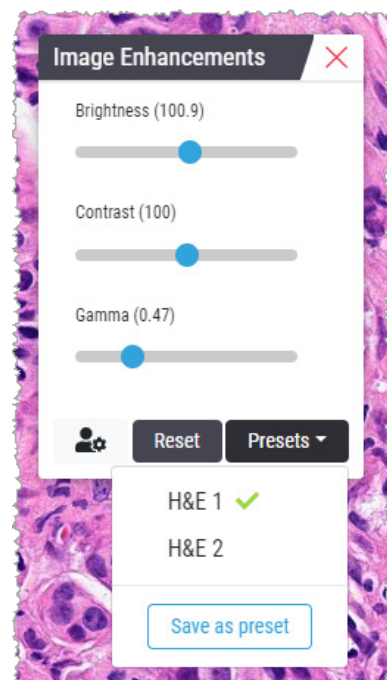 Image Enhancements
Brightness (100.9)
Contrast (100)
Gamma (0.47)
Reset Presets
H&E 1
H&E 2
Save as preset